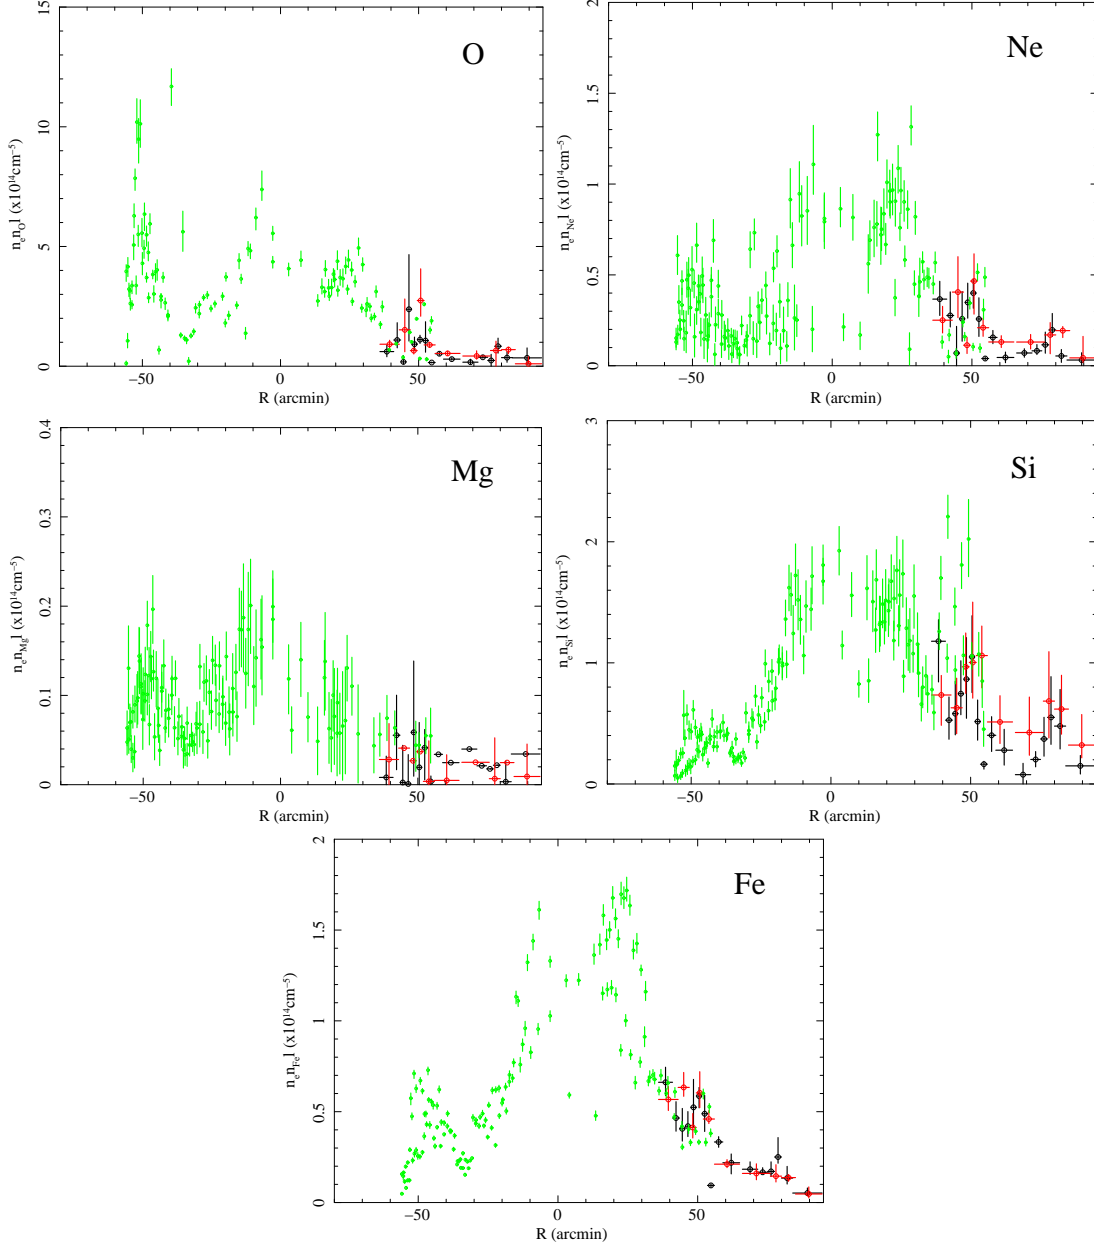 O
15
10
5
0
n_e n_O l (x10^14 cm^-5)
−50 0 50
R (arcmin)
Ne
2
1.5
1
0.5
0
n_e n_Ne l (x10^14 cm^-5)
−50 0 50
R (arcmin)
Mg
0.4
0.3
0.2
0.1
0
n_e n_Mg l (x10^14 cm^-5)
−50 0 50
R (arcmin)
Si
3
2
1
0
n_e n_Si l (x10^14 cm^-5)
−50 0 50
R (arcmin)
Fe
2
1.5
1
0.5
0
n_e n_Fe l (x10^14 cm^-5)
−50 0 50
R (arcmin)